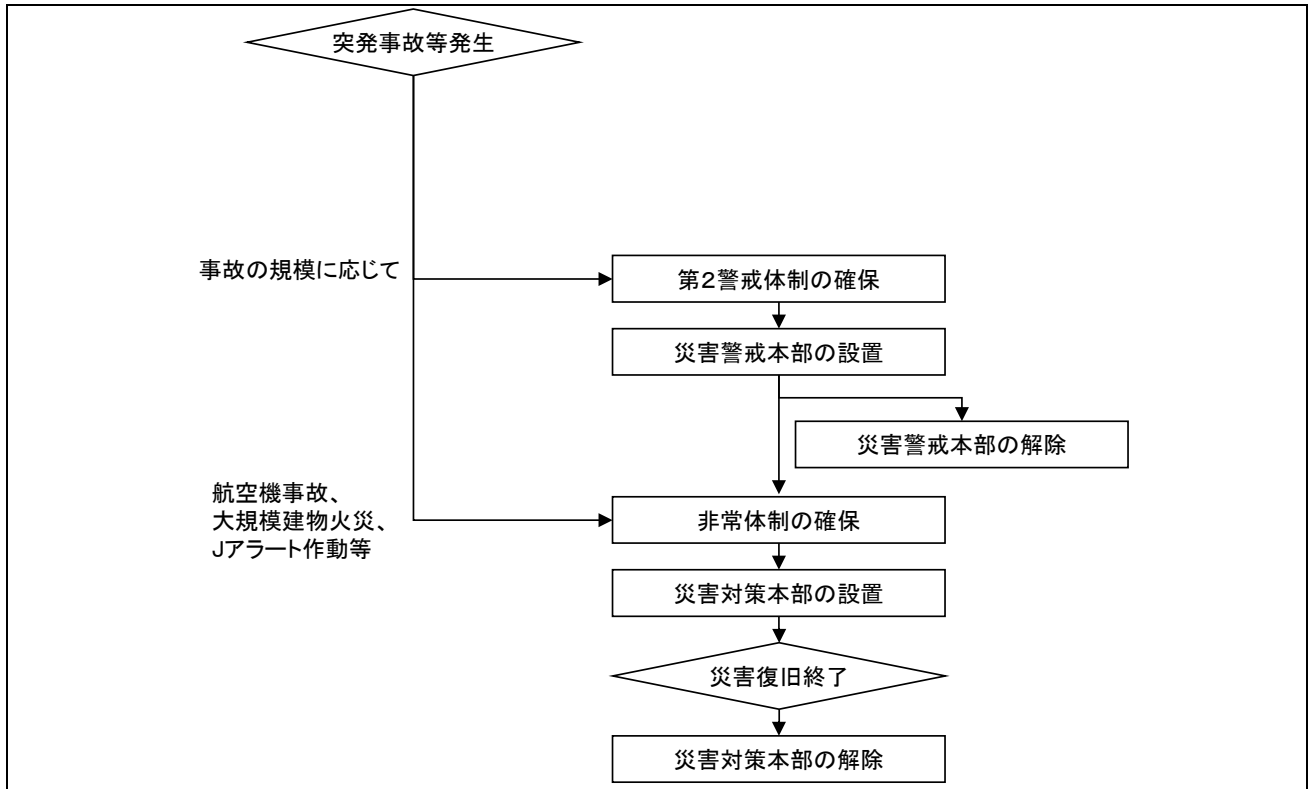 突発事故等発生
事故の規模に応じて
第２警戒体制の確保
災害警戒本部の設置
災害警戒本部の解除
航空機事故、
大規模建物火災、
Jアラート作動等
非常体制の確保
災害対策本部の設置
災害復旧終了
災害対策本部の解除